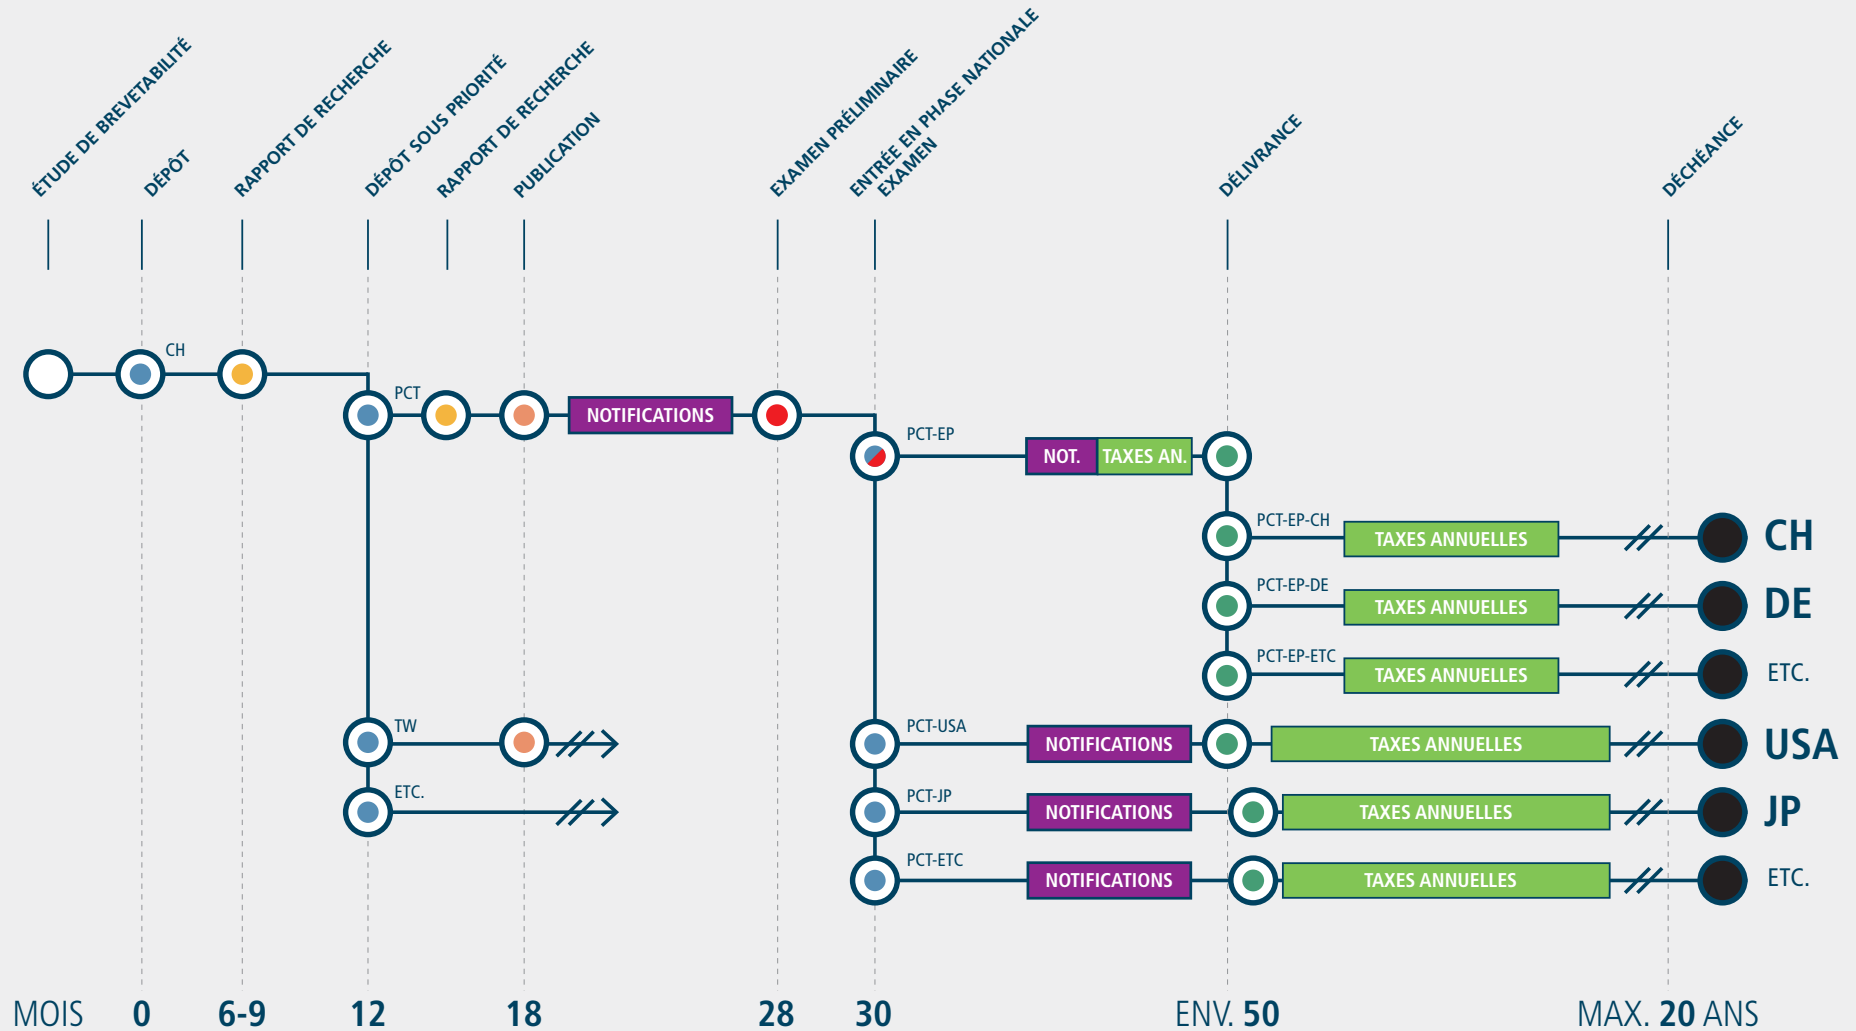 ÉTUDE DE BREVETABILITÉ
DÉPÔT
RAPPORT DE RECHERCHE
DÉPÔT SOUS PRIORITÉ
RAPPORT DE RECHERCHE
PUBLICATION
EXAMEN PRÉLIMINAIRE
ENTRÉE EN PHASE NATIONALE
EXAMEN
DÉLIVRANCE
DÉCHÉANCE
CH
PCT
NOTIFICATIONS
PCT-EP
NOT.
TAXES AN.
PCT-EP-CH
TAXES ANNUELLES
CH
PCT-EP-DE
TAXES ANNUELLES
DE
PCT-EP-ETC
TAXES ANNUELLES
ETC.
TW
PCT-USA
NOTIFICATIONS
TAXES ANNUELLES
USA
ETC.
PCT-JP
NOTIFICATIONS
TAXES ANNUELLES
JP
PCT-ETC
NOTIFICATIONS
TAXES ANNUELLES
ETC.
MOIS
0
6-9
12
18
28
30
ENV. 50
MAX. 20 ANS